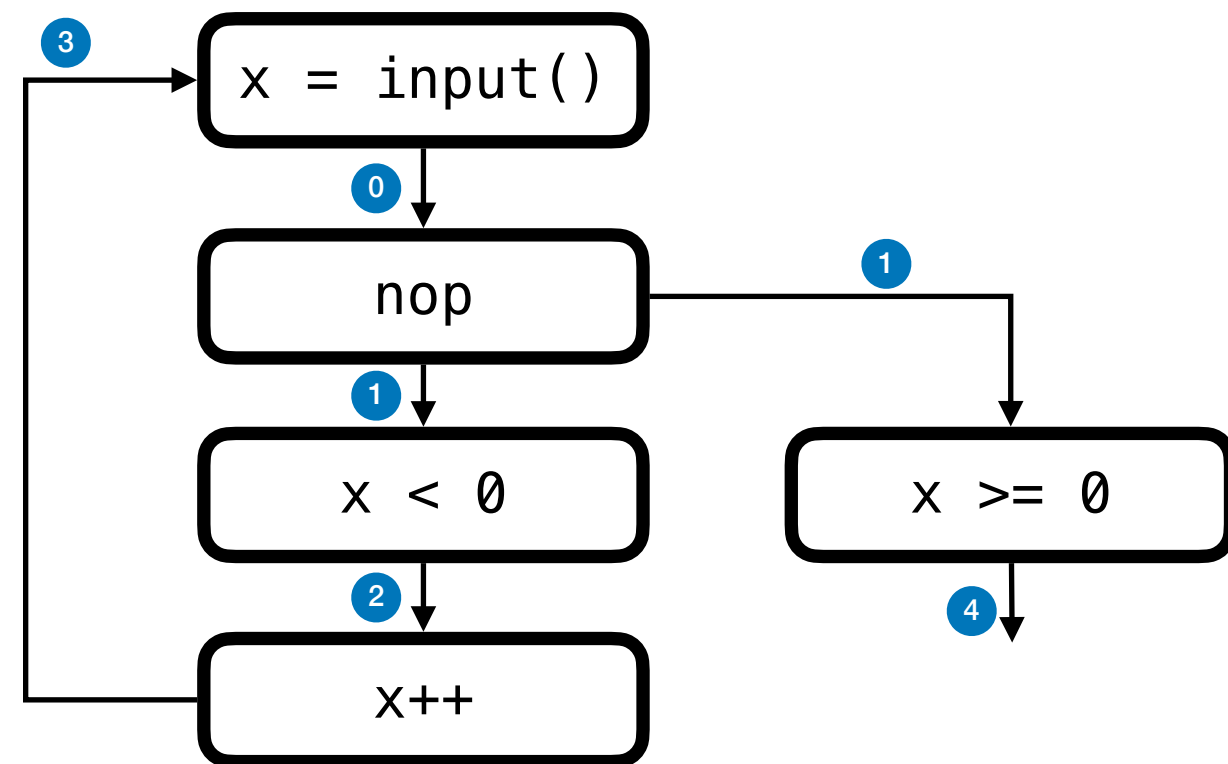 3
x = input()
0
nop
1
1
x < 0
x >= 0
2
4
x++